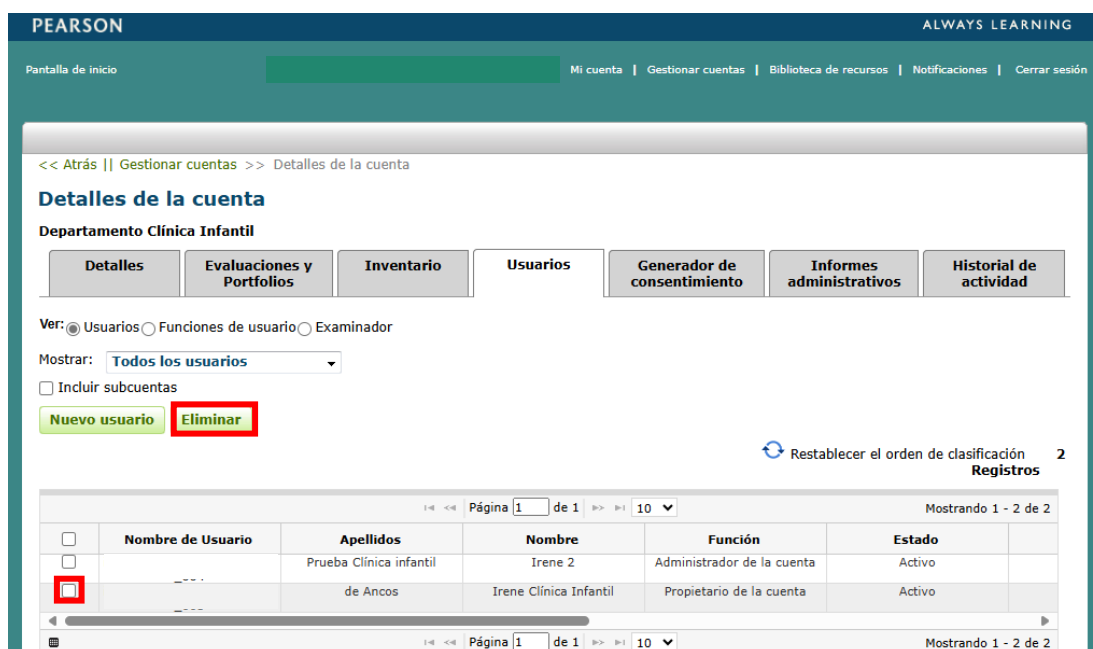 PEARSON ALWAYS LEARNING
Pantalla de inicio Mi cuenta | Gestionar cuentas | Biblioteca de recursos | Notificaciones | Cerrar sesión
<< Atrás || Gestionar cuentas >> Detalles de la cuenta
Detalles de la cuenta
Departamento Clínica Infantil
Detalles Evaluaciones y Portfolios Inventario Usuarios Generador de consentimiento Informes administrativos Historial de actividad
Ver: Usuarios Funciones de usuario Examinador
Mostrar: Todos los usuarios
Incluir subcuentas
Nuevo usuario Eliminar
Restablecer el orden de clasificación 2
Registros
Página 1 de 1 10 Mostrando 1 - 2 de 2
Nombre de Usuario Apellidos Nombre Función Estado
Prueba Clínica infantil Irene 2 Administrador de la cuenta Activo
de Ancos Irene Clínica Infantil Propietario de la cuenta Activo
Página 1 de 1 10 Mostrando 1 - 2 de 2